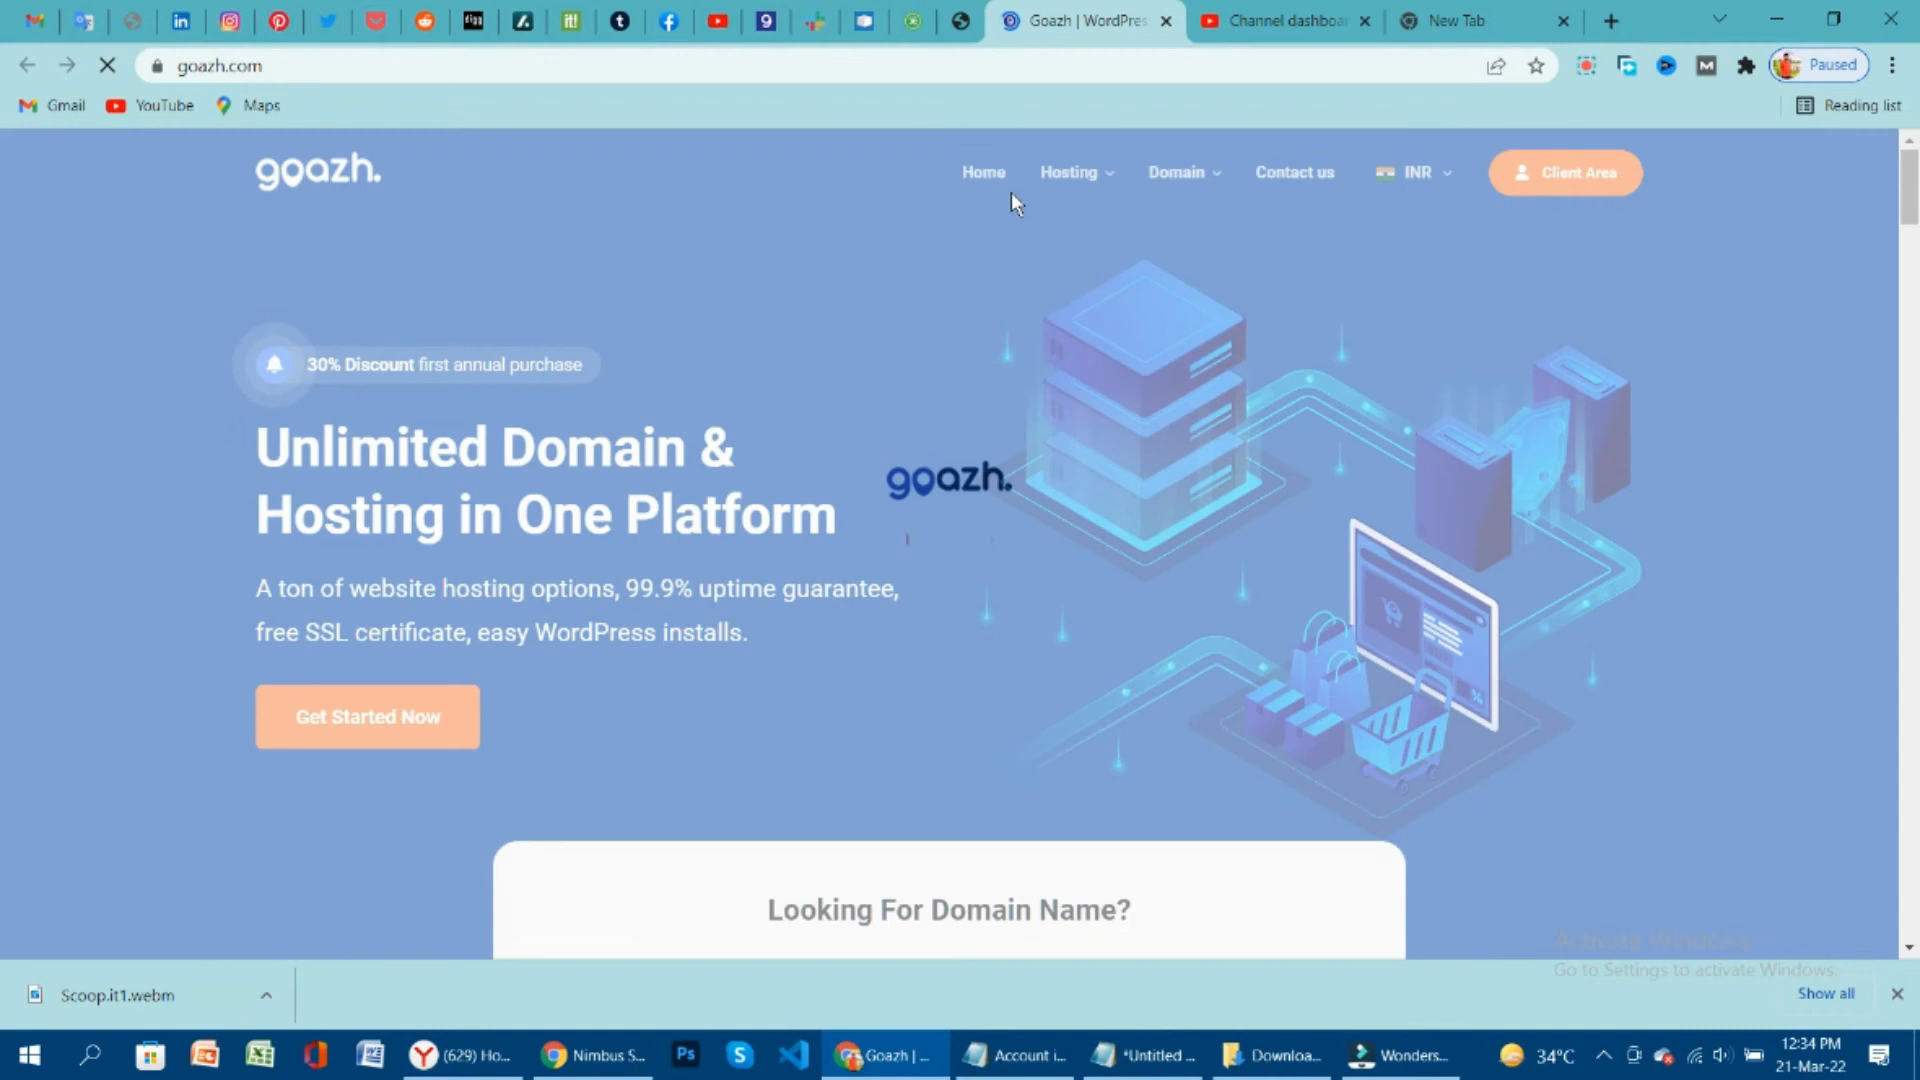 Goazh | WordPres
Channel dashboa
New Tab
goazh.com
Paused
Gmail
YouTube
Maps
Reading list
goazh.
Home
Hosting
Domain
Contact us
INR
Client Area
30% Discount first annual purchase
Unlimited Domain &
Hosting in One Platform
goazh.
A ton of website hosting options, 99.9% uptime guarantee,
free SSL certificate, easy WordPress installs.
Get Started Now
Looking For Domain Name?
Activate Windows
Go to Settings to activate Windows.
Scoop.it1.webm
Show all
(629) Ho...
Nimbus S...
Ps
Goazh | ...
Account i...
*Untitled ...
Downloa...
Wonders...
34°C
12:34 PM
21-Mar-22